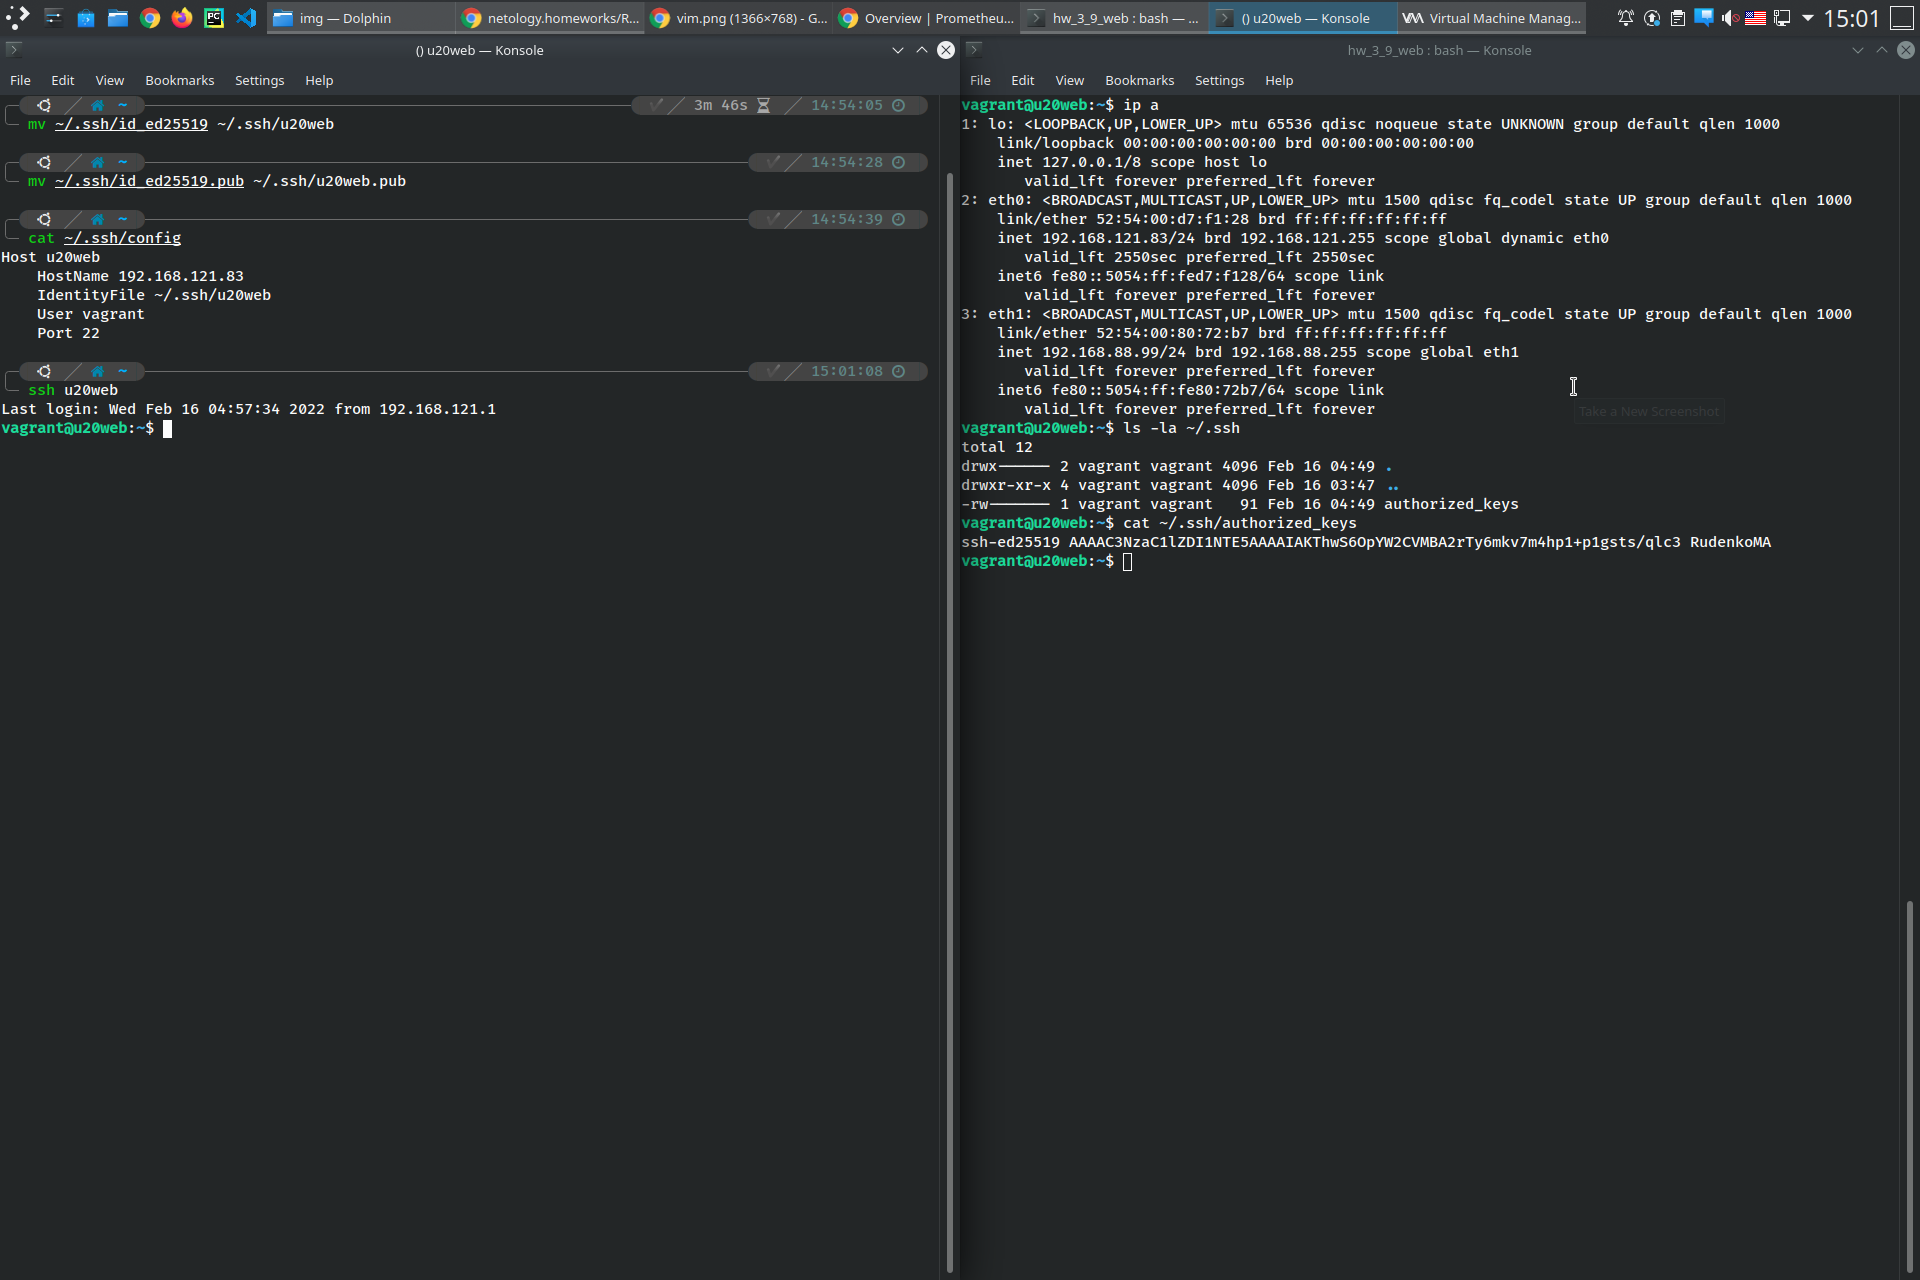 img — Dolphin
netology.homeworks/R...
vim.png (1366×768) - G...
Overview | Prometheu...
hw_3_9_web : bash — ...
() u20web — Konsole
Virtual Machine Manag...
15:01
() u20web — Konsole
File Edit View Bookmarks Settings Help
~ 3m 46s 14:54:05
mv ~/.ssh/id_ed25519 ~/.ssh/u20web
~ 14:54:28
mv ~/.ssh/id_ed25519.pub ~/.ssh/u20web.pub
~ 14:54:39
cat ~/.ssh/config
Host u20web
    HostName 192.168.121.83
    IdentityFile ~/.ssh/u20web
    User vagrant
    Port 22
~ 15:01:08
ssh u20web
Last login: Wed Feb 16 04:57:34 2022 from 192.168.121.1
vagrant@u20web:~$
hw_3_9_web : bash — Konsole
File Edit View Bookmarks Settings Help
vagrant@u20web:~$ ip a
1: lo: <LOOPBACK,UP,LOWER_UP> mtu 65536 qdisc noqueue state UNKNOWN group default qlen 1000
    link/loopback 00:00:00:00:00:00 brd 00:00:00:00:00:00
    inet 127.0.0.1/8 scope host lo
       valid_lft forever preferred_lft forever
2: eth0: <BROADCAST,MULTICAST,UP,LOWER_UP> mtu 1500 qdisc fq_codel state UP group default qlen 1000
    link/ether 52:54:00:d7:f1:28 brd ff:ff:ff:ff:ff:ff
    inet 192.168.121.83/24 brd 192.168.121.255 scope global dynamic eth0
       valid_lft 2550sec preferred_lft 2550sec
    inet6 fe80::5054:ff:fed7:f128/64 scope link
       valid_lft forever preferred_lft forever
3: eth1: <BROADCAST,MULTICAST,UP,LOWER_UP> mtu 1500 qdisc fq_codel state UP group default qlen 1000
    link/ether 52:54:00:80:72:b7 brd ff:ff:ff:ff:ff:ff
    inet 192.168.88.99/24 brd 192.168.88.255 scope global eth1
       valid_lft forever preferred_lft forever
    inet6 fe80::5054:ff:fe80:72b7/64 scope link
       valid_lft forever preferred_lft forever
Take a New Screenshot
vagrant@u20web:~$ ls -la ~/.ssh
total 12
drwx------ 2 vagrant vagrant 4096 Feb 16 04:49 .
drwxr-xr-x 4 vagrant vagrant 4096 Feb 16 03:47 ..
-rw------- 1 vagrant vagrant   91 Feb 16 04:49 authorized_keys
vagrant@u20web:~$ cat ~/.ssh/authorized_keys
ssh-ed25519 AAAAC3NzaC1lZDI1NTE5AAAAIAKThwS6OpYW2CVMBA2rTy6mkv7m4hp1+p1gsts/qlc3 RudenkoMA
vagrant@u20web:~$